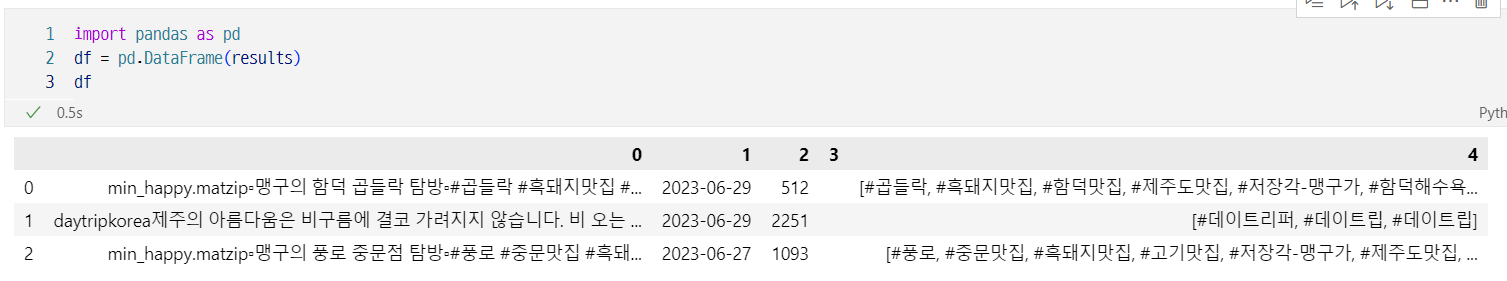 1 import pandas as pd
2 df = pd.DataFrame(results)
3 df
0.5s
Pyth
0 1 2 3 4
0 min_happy.matzip▫맹구의 함덕 곱들락 탐방▫#곱들락 #흑돼지맛집 #... 2023-06-29 512 [#곱들락, #흑돼지맛집, #함덕맛집, #제주도맛집, #저장각-맹구가, #함덕해수욕...
1 daytripkorea제주의 아름다움은 비구름에 결코 가려지지 않습니다. 비 오는 ... 2023-06-29 2251 [#데이트리퍼, #데이트립, #데이트립]
2 min_happy.matzip▫맹구의 풍로 중문점 탐방▫#풍로 #중문맛집 #흑돼... 2023-06-27 1093 [#풍로, #중문맛집, #흑돼지맛집, #고기맛집, #저장각-맹구가, #제주도맛집, ...